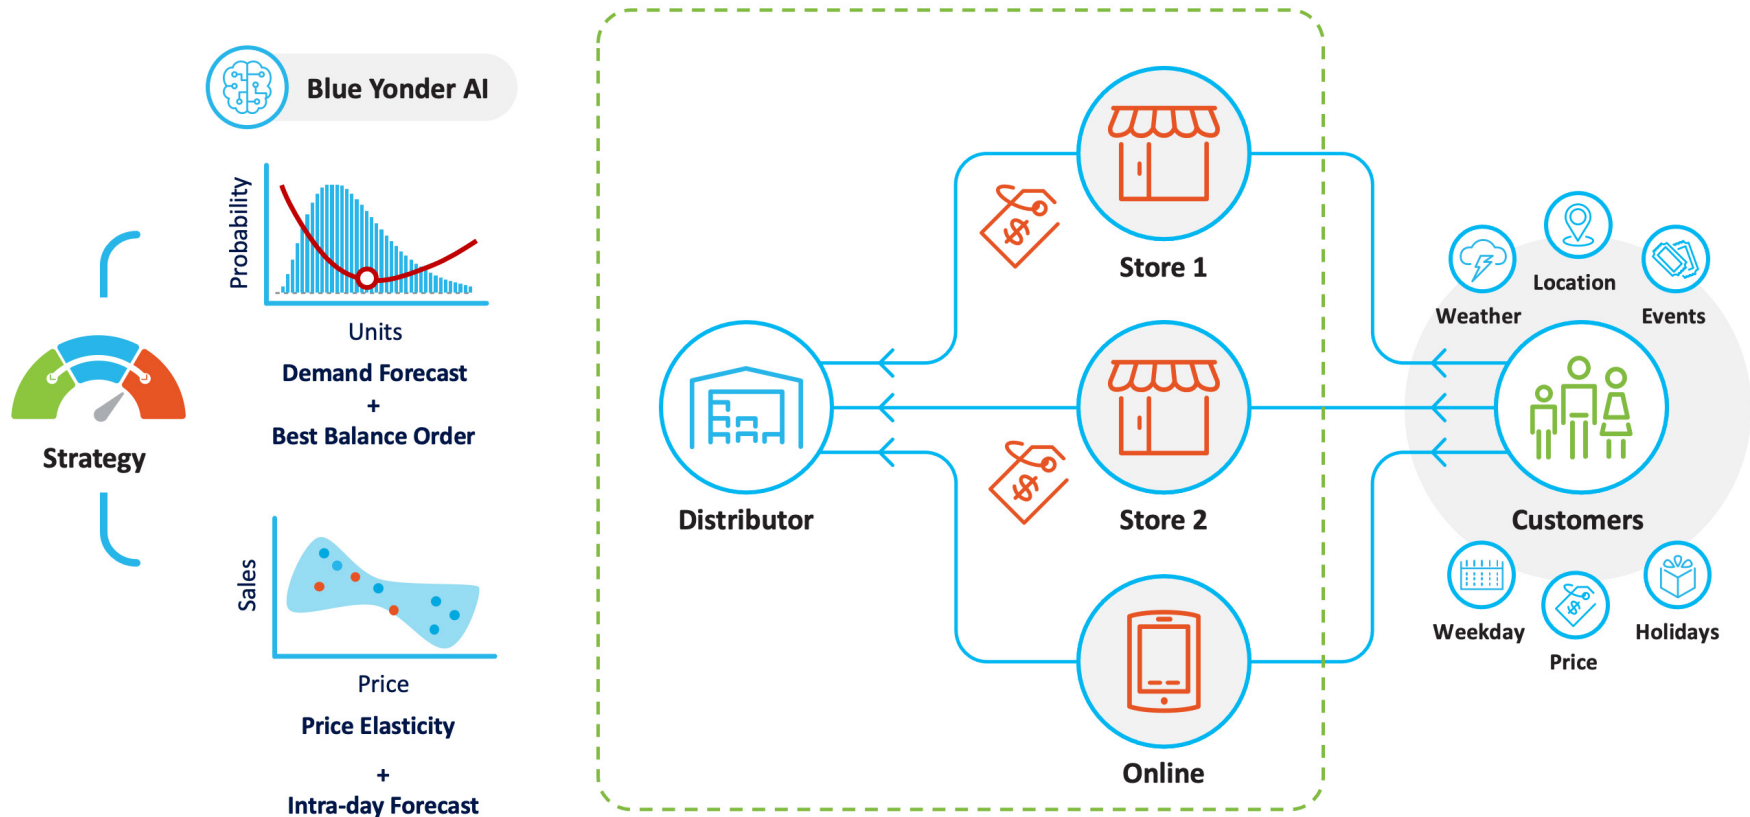 Blue Yonder AI
Probability
Units
Demand Forecast
+
Best Balance Order
Strategy
Sales
Price
Price Elasticity
+
Intra-day Forecast
$
Store 1
Distributor
$
Store 2
Online
Weather
Location
Events
Customers
Weekday
$
Price
Holidays